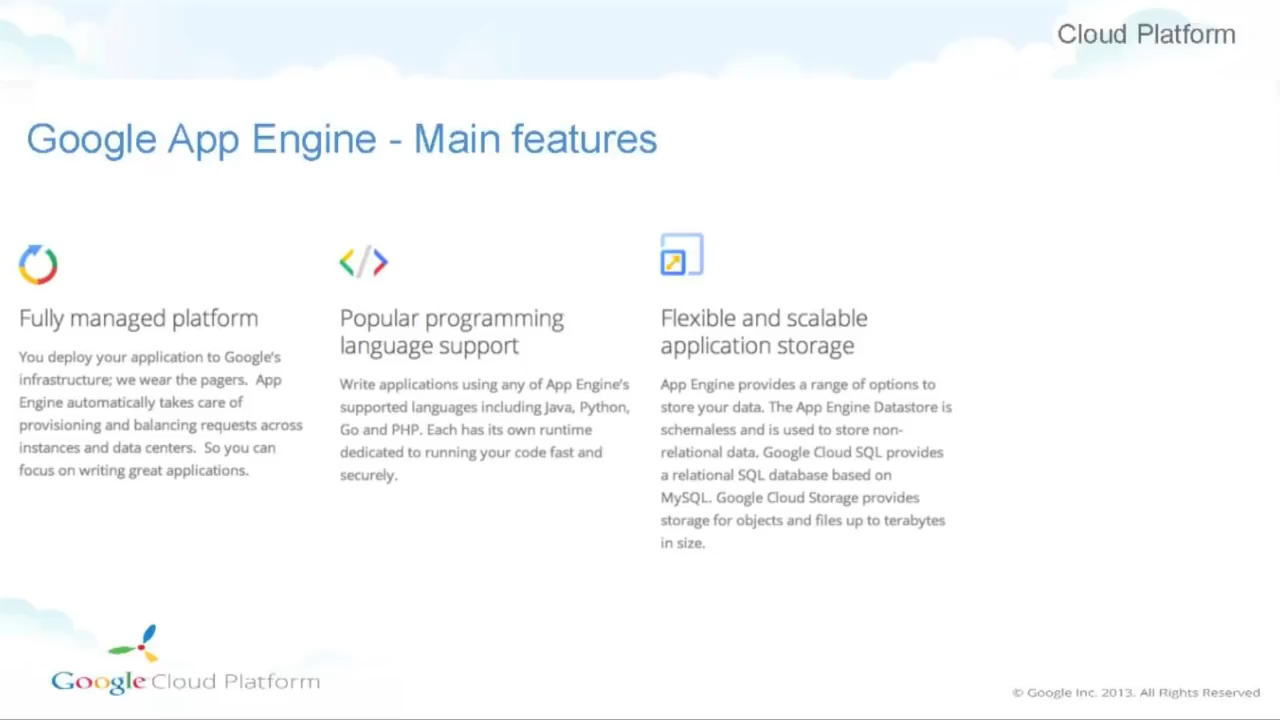 Cloud Platform
Google App Engine - Main features
Fully managed platform
You deploy your application to Google's
infrastructure; we wear the pagers. App
Engine automatically takes care of
provisioning and balancing requests across
instances and data centers. So you can
focus on writing great applications.
Popular programming
language support
Write applications using any of App Engine's
supported languages including Java, Python,
Go and PHP. Each has its own runtime
dedicated to running your code fast and
securely.
Flexible and scalable
application storage
App Engine provides a range of options to
store your data. The App Engine Datastore is
schemaless and is used to store non-
relational data. Google Cloud SQL provides
a relational SQL database based on
MySQL. Google Cloud Storage provides
storage for objects and files up to terabytes
in size.
Google Cloud Platform
© Google Inc. 2013. All Rights Reserved